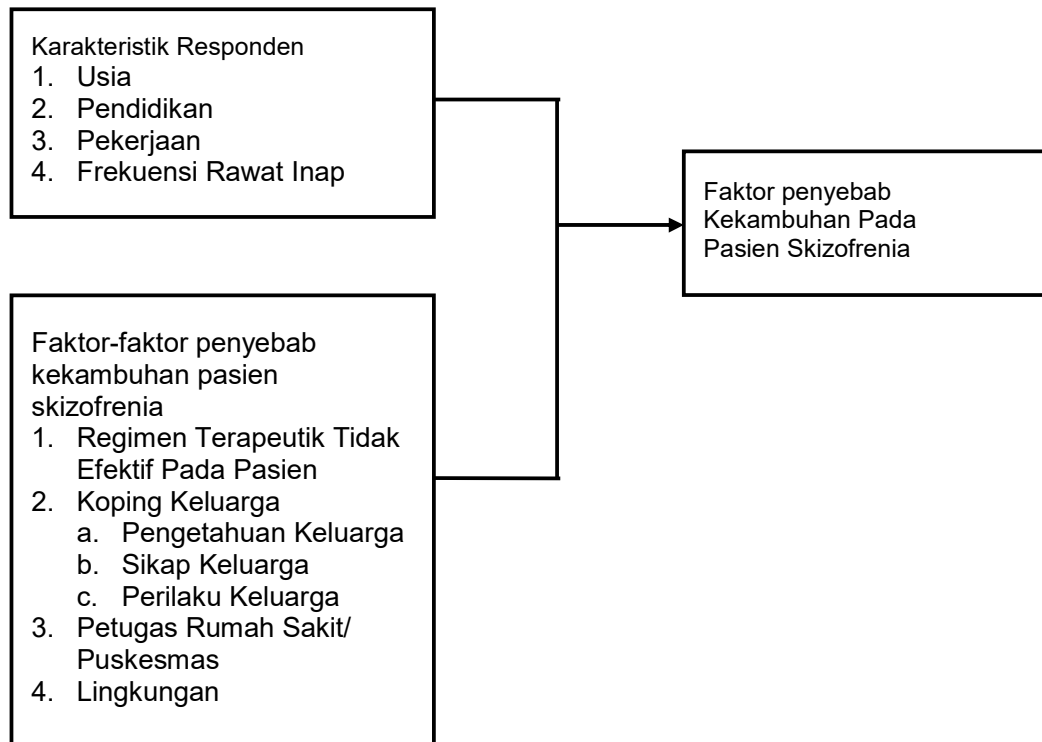 Karakteristik Responden
1. Usia
2. Pendidikan
3. Pekerjaan
4. Frekuensi Rawat Inap
Faktor-faktor penyebab
kekambuhan pasien
skizofrenia
1. Regimen Terapeutik Tidak
Efektif Pada Pasien
2. Koping Keluarga
a. Pengetahuan Keluarga
b. Sikap Keluarga
c. Perilaku Keluarga
3. Petugas Rumah Sakit/
Puskesmas
4. Lingkungan
Faktor penyebab
Kekambuhan Pada
Pasien Skizofrenia